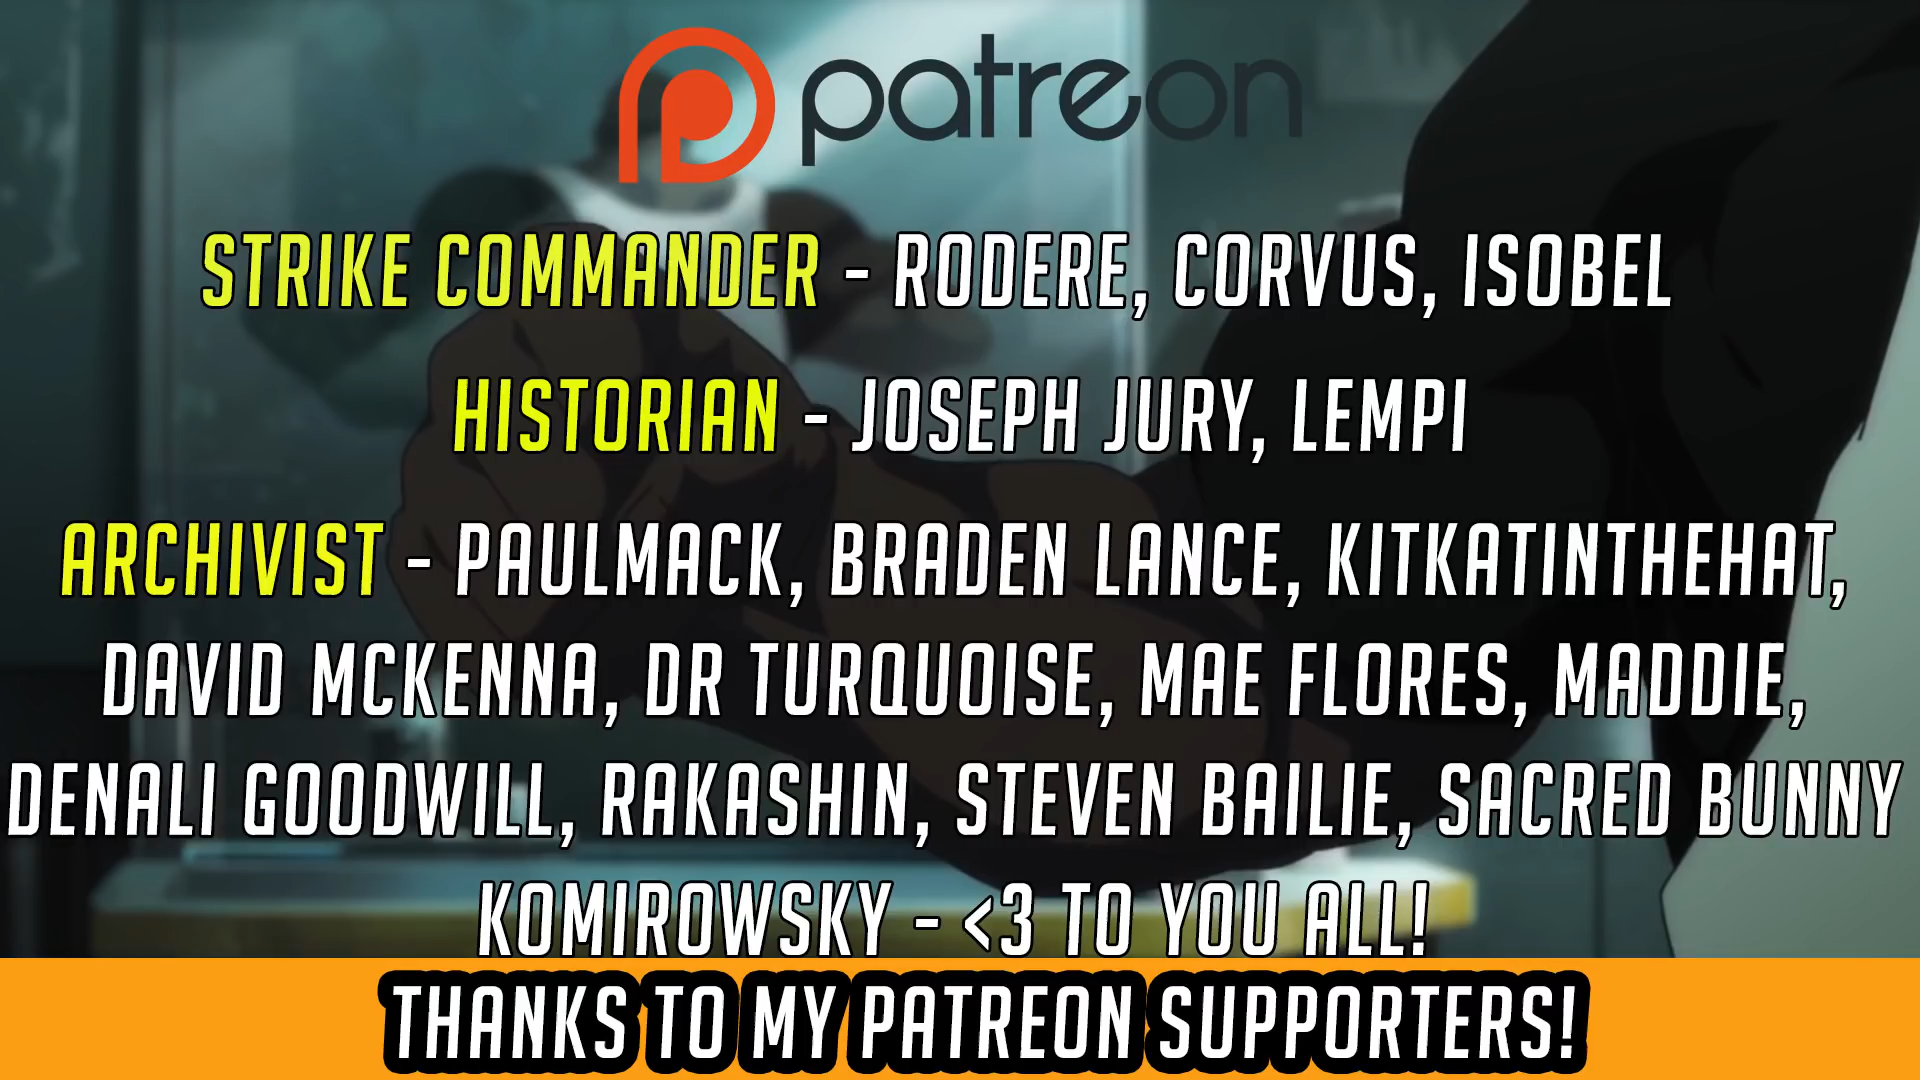 patreon
STRIKE COMMANDER - RODERE, CORVUS, ISOBEL
HISTORIAN - JOSEPH JURY, LEMPI
ARCHIVIST - PAULMACK, BRADEN LANCE, KITKATINTHEHAT,
DAVID MCKENNA, DR TURQUOISE, MAE FLORES, MADDIE,
DENALI GOODWILL, RAKASHIN, STEVEN BAILIE, SACRED BUNNY
KOMIROWSKY - <3 TO YOU ALL!
THANKS TO MY PATREON SUPPORTERS!